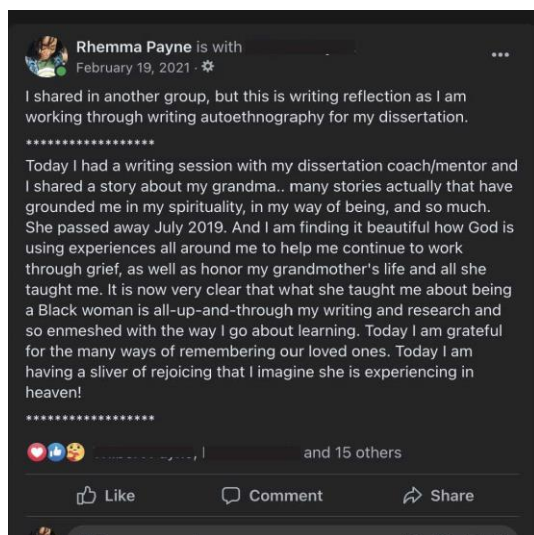 Rhemma Payne is with
February 19, 2021 ·
I shared in another group, but this is writing reflection as I am
working through writing autoethnography for my dissertation.
******************
Today I had a writing session with my dissertation coach/mentor and
I shared a story about my grandma.. many stories actually that have
grounded me in my spirituality, in my way of being, and so much.
She passed away July 2019. And I am finding it beautiful how God is
using experiences all around me to help me continue to work
through grief, as well as honor my grandmother's life and all she
taught me. It is now very clear that what she taught me about being
a Black woman is all-up-and-through my writing and research and
so enmeshed with the way I go about learning. Today I am grateful
for the many ways of remembering our loved ones. Today I am
having a sliver of rejoicing that I imagine she is experiencing in
heaven!
******************
and 15 others
Like Comment Share